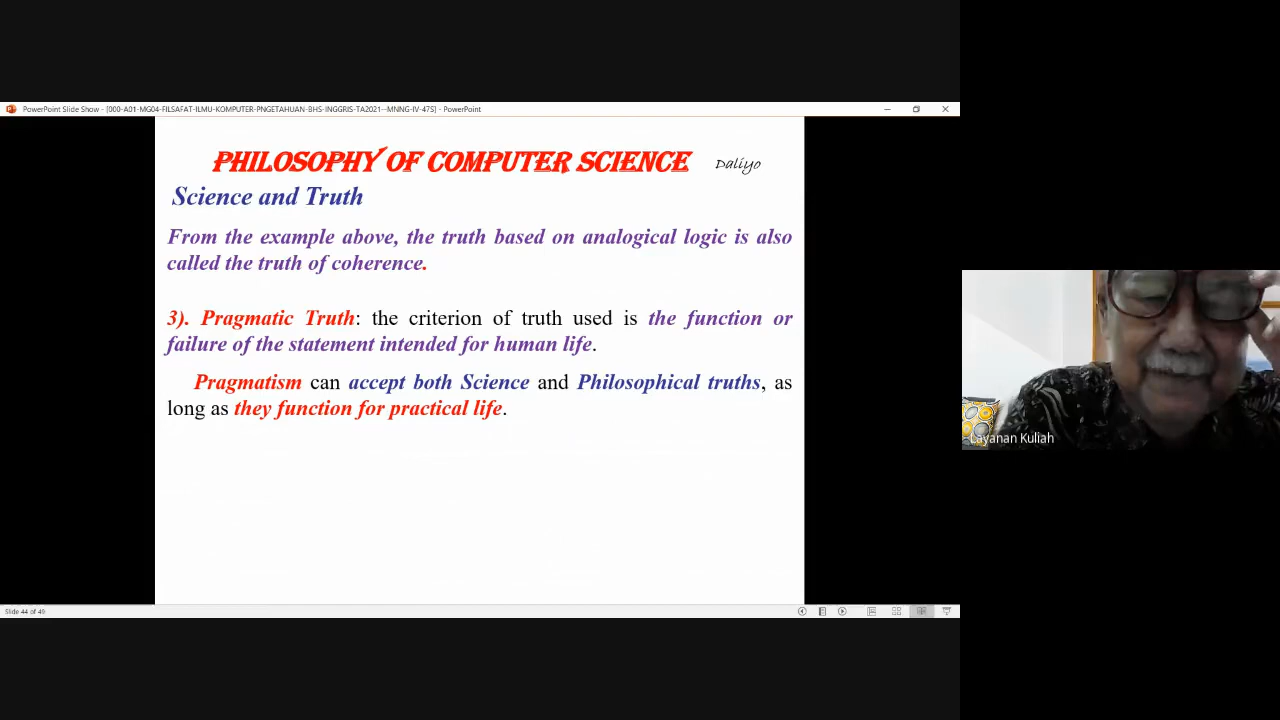 PowerPoint Slide Show - [000-A01-MG04-FILSAFAT-ILMU-KOMPUTER-PNGETAHUAN-BHS-INGGRIS-TA2021--MNNG-IV-47S] - PowerPoint
PHILOSOPHY OF COMPUTER SCIENCE Daliyo
Science and Truth
From the example above, the truth based on analogical logic is also
called the truth of coherence.
3). Pragmatic Truth: the criterion of truth used is the function or
failure of the statement intended for human life.
Pragmatism can accept both Science and Philosophical truths, as
long as they function for practical life.
Layanan Kuliah
Slide 44 of 49